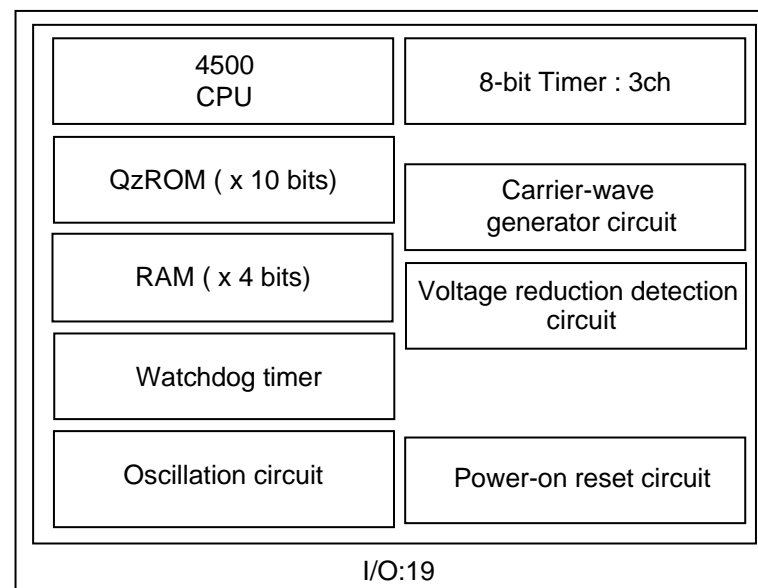 4500
CPU
8-bit Timer : 3ch
QzROM ( x 10 bits)
Carrier-wave
generator circuit
RAM ( x 4 bits)
Voltage reduction detection
circuit
Watchdog timer
Oscillation circuit
Power-on reset circuit
I/O:19